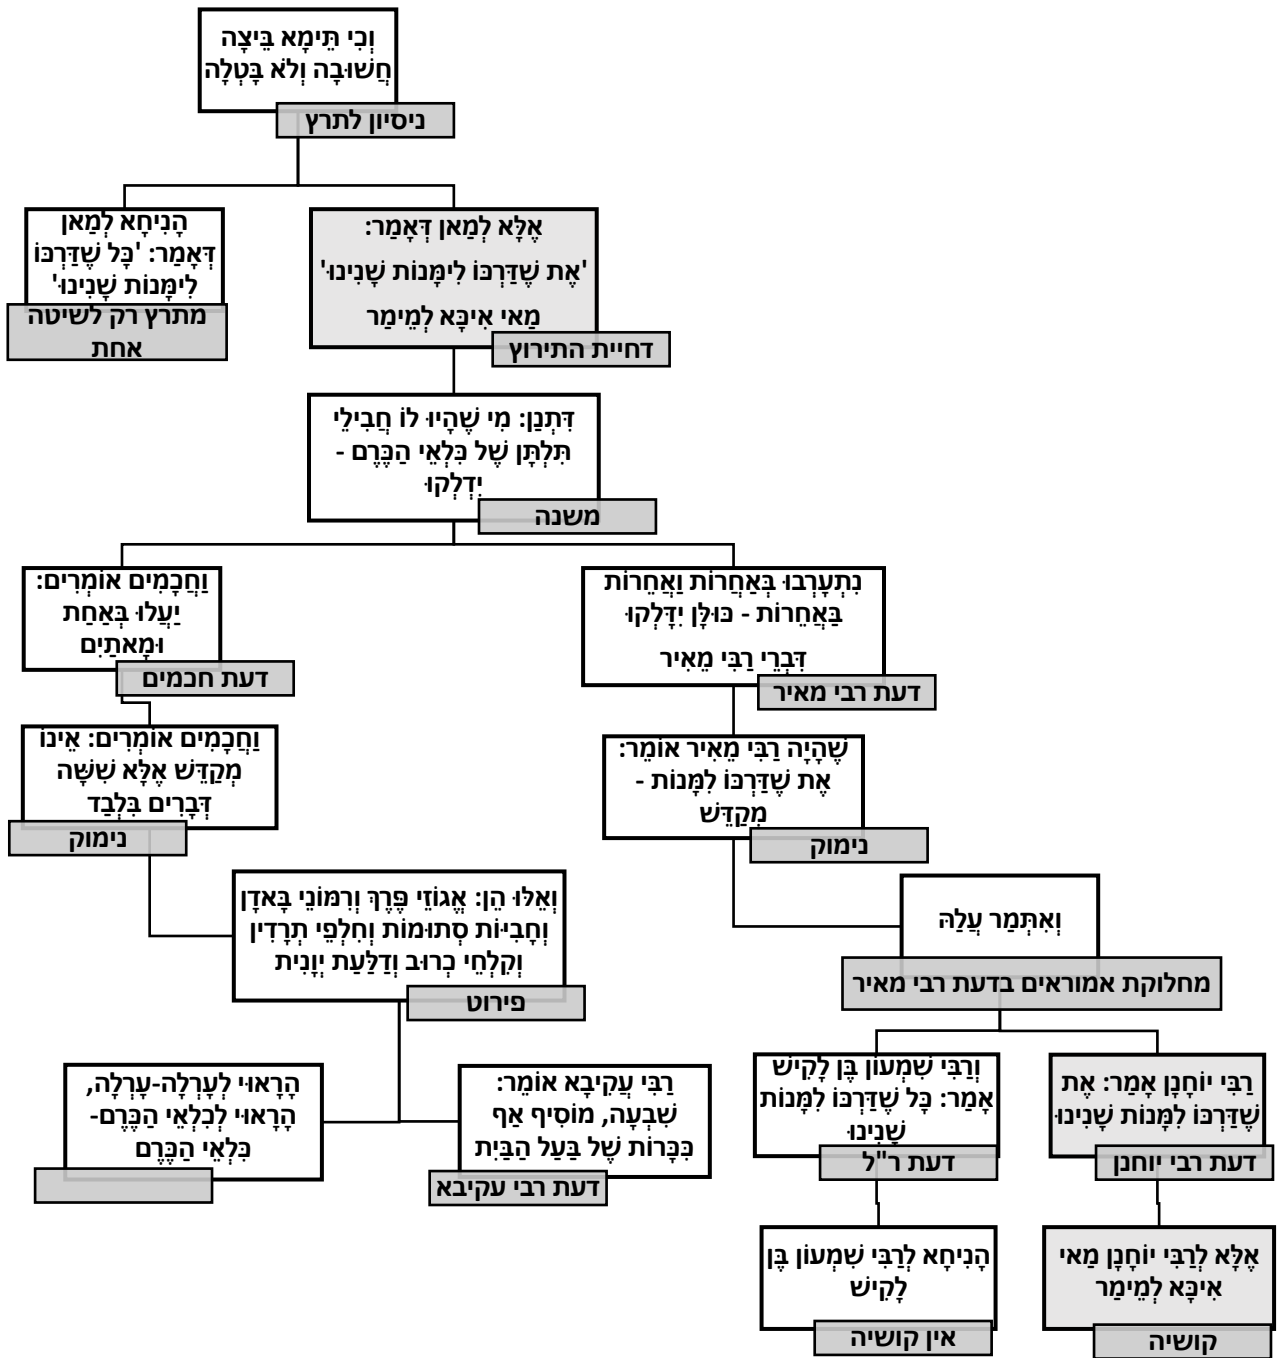 וְכִי תֵּימָא בֵּיצָה
חֲשׁוּבָה וְלֹא בָּטְלָה
ניסיון לתרץ
אֶלָּא לְמַאן דְּאָמַר:
'אֶת שֶׁדַּרְכּוֹ לִימָּנוֹת שָׁנִינוּ'
מַאי אִיכָּא לְמֵימַר
דחיית התירוץ
הָנִיחָא לְמַאן
דְּאָמַר: 'כָּל שֶׁדַּרְכּוֹ
לִימָּנוֹת שָׁנִינוּ'
מתרץ רק לשיטה
אחת
דִּתְנַן: מִי שֶׁהָיוּ לוֹ חֲבִילֵי
תִּלְתָּן שֶׁל כִּלְאֵי הַכֶּרֶם -
יִדְלְקוּ
משנה
נִתְעָרְבוּ בְּאַחֲרוֹת וַאֲחֵרוֹת
בַּאֲחֵרוֹת - כּוּלָּן יִדָּלְקוּ
דִּבְרֵי רַבִּי מֵאִיר
דעת רבי מאיר
וַחֲכָמִים אוֹמְרִים:
יַעֲלוּ בְּאַחַת
וּמָאתַיִם
דעת חכמים
שֶׁהָיָה רַבִּי מֵאִיר אוֹמֵר:
אֶת שֶׁדַּרְכּוֹ לִמָּנוֹת -
מְקַדֵּשׁ
נימוק
וַחֲכָמִים אוֹמְרִים: אֵינוֹ
מְקַדֵּשׁ אֶלָּא שִׁשָּׁה
דְּבָרִים בִּלְבַד
נימוק
וְאִתְּמַר עֲלַהּ
מחלוקת אמוראים בדעת רבי מאיר
וְאֵלּוּ הֵן: אֱגוֹזֵי פֶּרֶךְ וְרִמּוֹנֵי בָּאדָן
וְחָבִיּוֹת סְתוּמוֹת וְחִלְפֵי תְרָדִין
וְקִלְחֵי כְרוּב וְדַלַּעַת יְוָנִית
פירוט
רַבִּי יוֹחָנָן אָמַר: אֶת
שֶׁדַּרְכּוֹ לִמָּנוֹת שָׁנִינוּ
דעת רבי יוחנן
וְרַבִּי שִׁמְעוֹן בֶּן לָקִישׁ
אָמַר: כָּל שֶׁדַּרְכּוֹ לִמָּנוֹת
שָׁנִינוּ
דעת ר"ל
רַבִּי עֲקִיבָא אוֹמֵר:
שִׁבְעָה, מוֹסִיף אַף
כִּכָּרוֹת שֶׁל בַּעַל הַבַּיִת
דעת רבי עקיבא
הָרָאוּי לְעָרְלָה-עָרְלָה,
הָרָאוּי לְכִלְאֵי הַכֶּרֶם-
כִּלְאֵי הַכֶּרֶם
אֶלָּא לְרַבִּי יוֹחָנָן מַאי
אִיכָּא לְמֵימַר
קושיה
הָנִיחָא לְרַבִּי שִׁמְעוֹן בֶּן
לָקִישׁ
אין קושיה